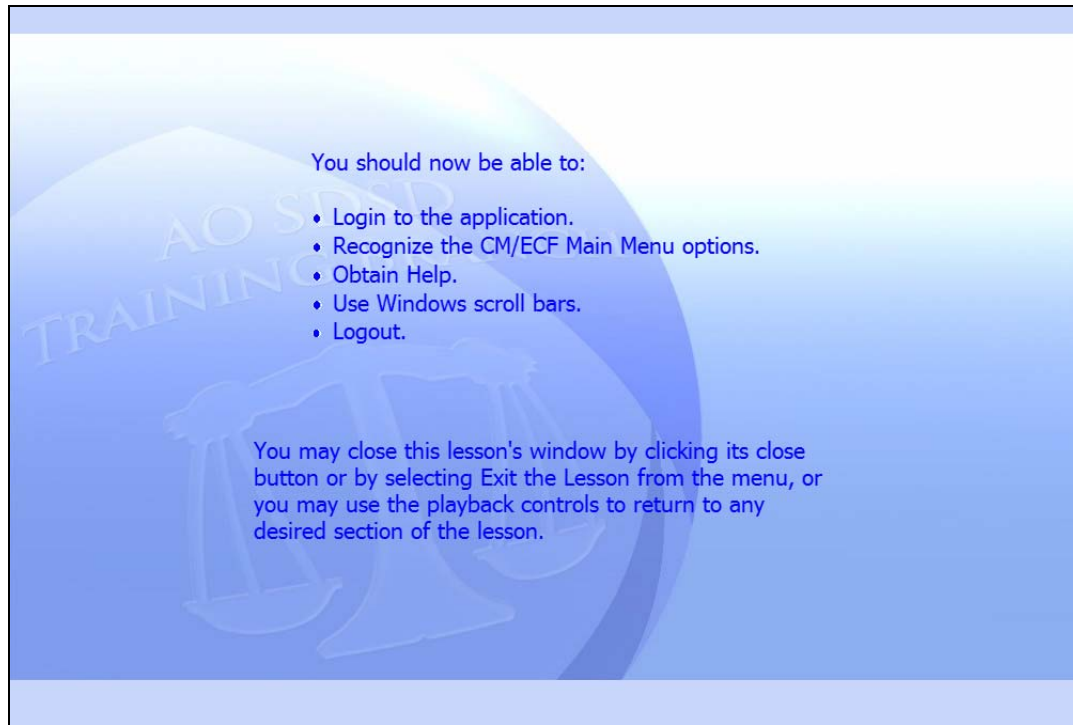 You should now be able to:
• Login to the application.
• Recognize the CM/ECF Main Menu options.
• Obtain Help.
• Use Windows scroll bars.
• Logout.
AO SDSD
TRAINING
You may close this lesson's window by clicking its close
button or by selecting Exit the Lesson from the menu, or
you may use the playback controls to return to any
desired section of the lesson.